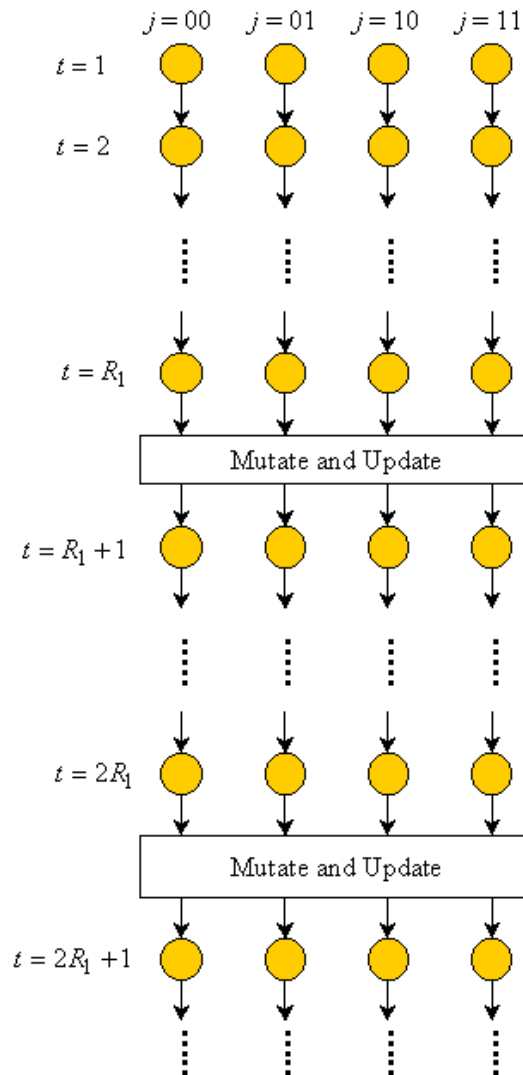 j = 00 j = 01 j = 10 j = 11
t = 1
t = 2
t = R₁
Mutate and Update
t = R₁ + 1
t = 2R₁
Mutate and Update
t = 2R₁ + 1